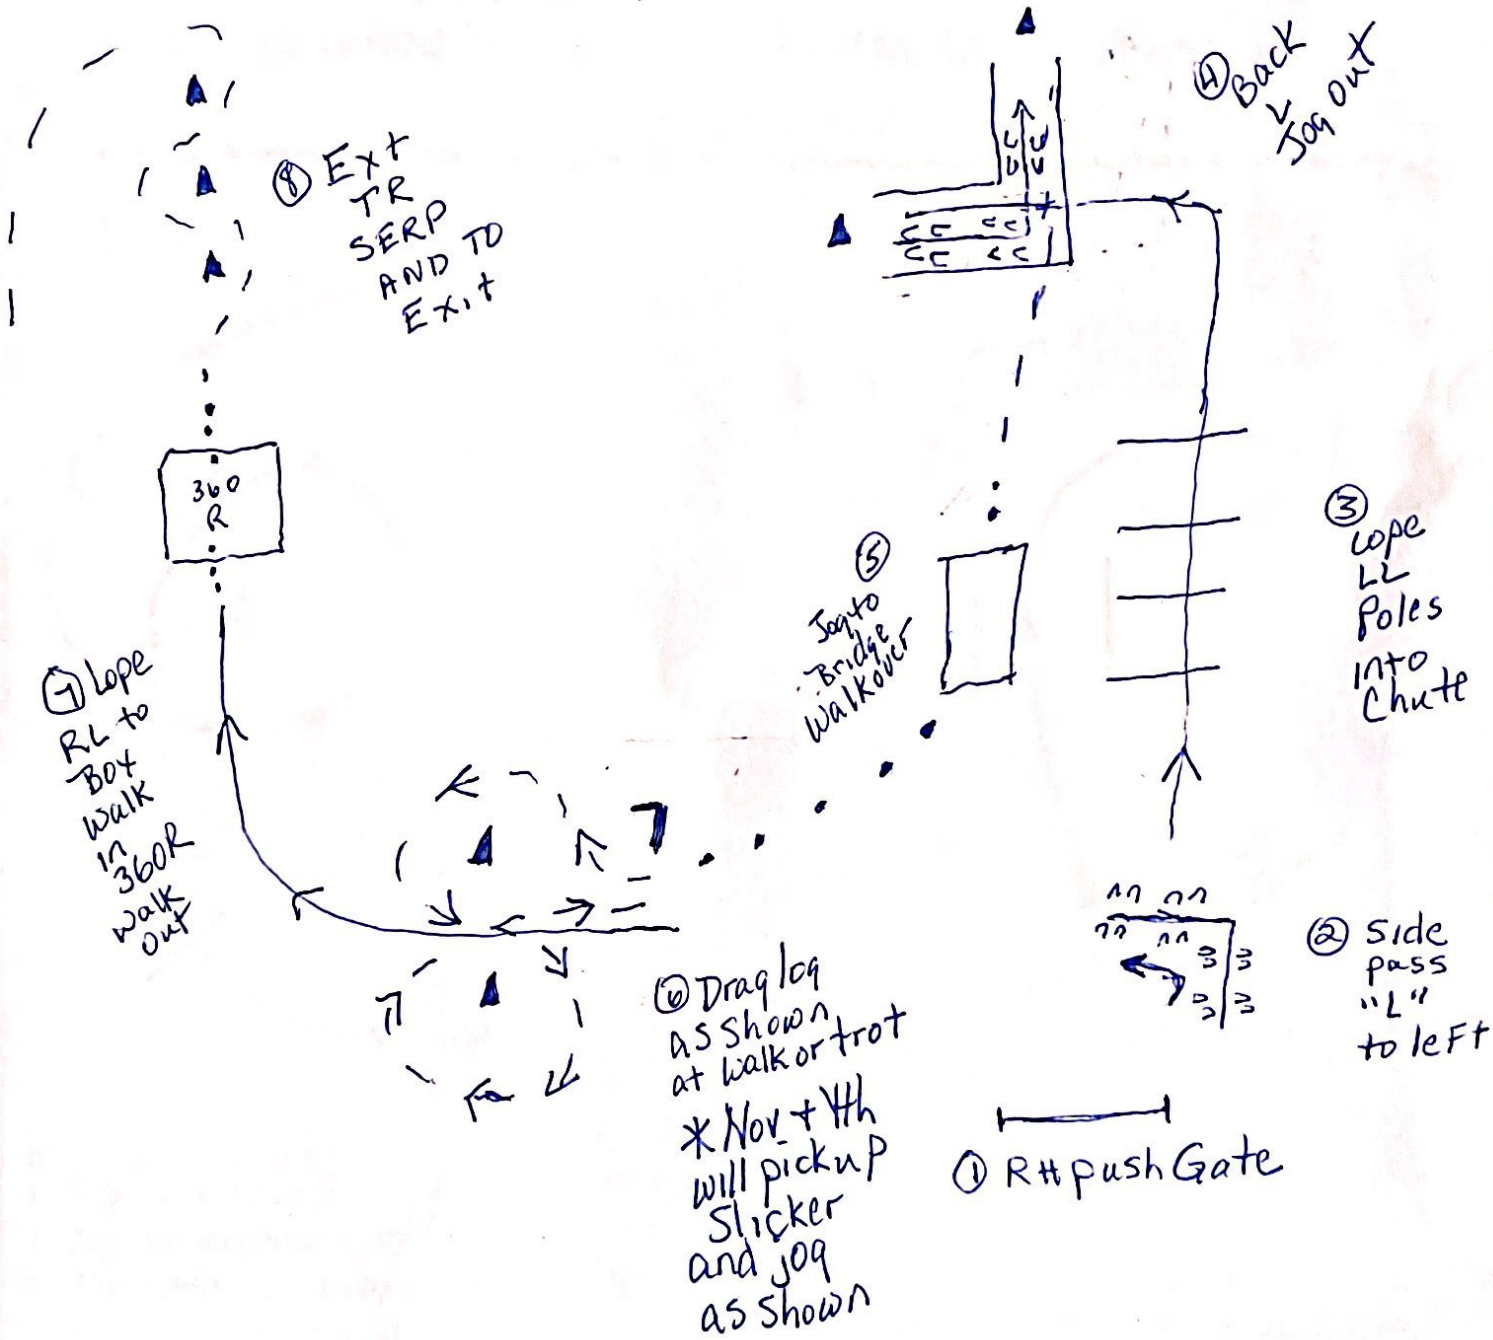 ① RH push Gate
② Side
pass
"L"
to left
③
Lope
LL
Poles
into
Chute
④ Back
&
Jog Out
⑤
Jog to
Bridge
Walkover
⑥ Drag log
as shown
at walk or trot
* Nov + Yth
will pickup
Slicker
and jog
as shown
⑦ Lope
RL to
Box
walk
in
360R
walk
out
360
R
⑧ Ext
TR
SERP
AND TO
Exit